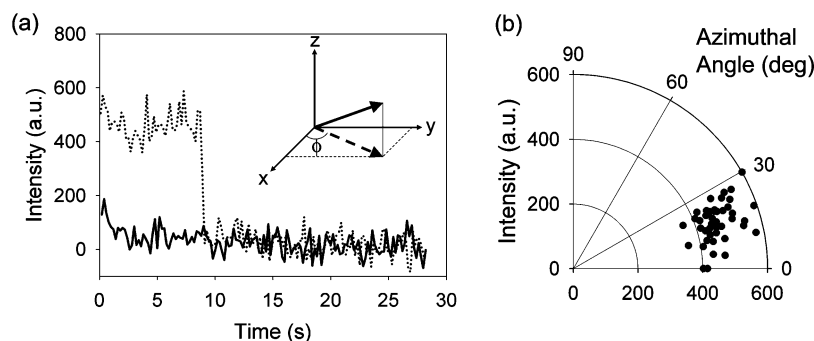 (a)
800
600
400
200
0
Intensity (a.u.)
0 5 10 15 20 25 30
Time (s)
z
y
x
ϕ
(b)
Azimuthal
Angle (deg)
90
60
30
0
600
400
200
0
Intensity (a.u.)
0 200 400 600